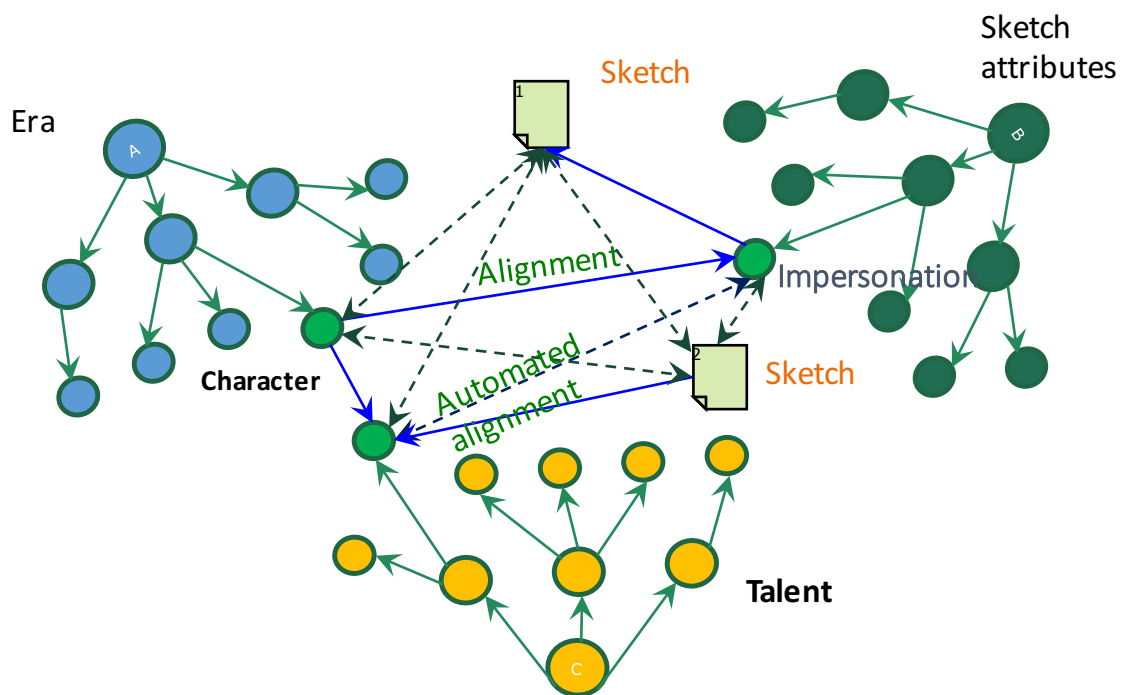 Sketch
attributes
Sketch
1
Era
A
B
Alignment
Impersonation
2
Automated
alignment
Sketch
Character
Talent
C